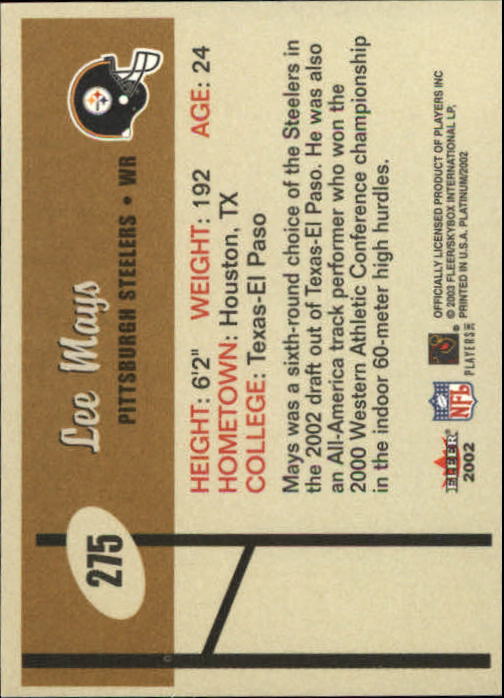 275
Lee Mays
PITTSBURGH STEELERS • WR
HEIGHT: 6'2" WEIGHT: 192 AGE: 24
HOMETOWN: Houston, TX
COLLEGE: Texas-El Paso
Mays was a sixth-round choice of the Steelers in
the 2002 draft out of Texas-El Paso. He was also
an All-America track performer who won the
2000 Western Athletic Conference championship
in the indoor 60-meter high hurdles.
FLEER
2002
NFL
PLAYERS INC
OFFICIALLY LICENSED PRODUCT OF PLAYERS INC
© 2003 FLEER/SKYBOX INTERNATIONAL LP,
PRINTED IN U.S.A. PLATINUM/2002